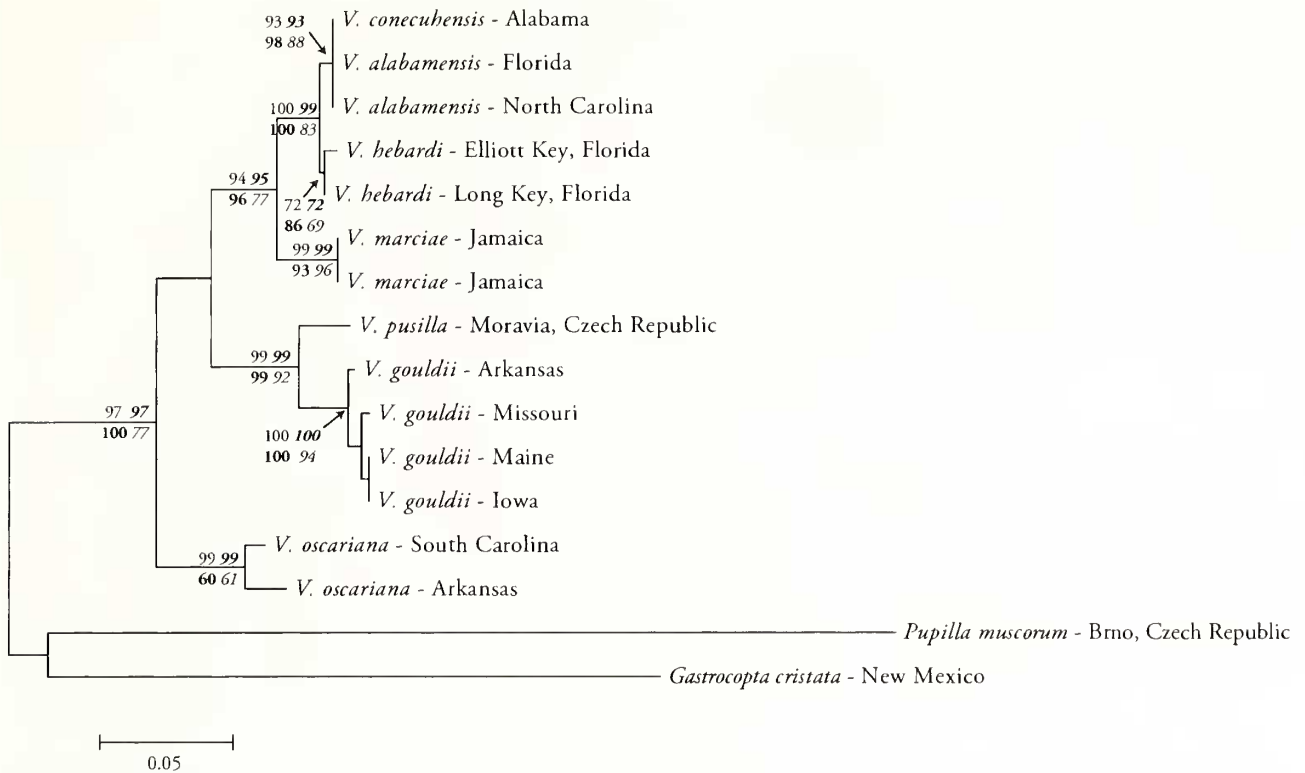 93 93
98 88
V. conecuhensis - Alabama
V. alabamensis - Florida
V. alabamensis - North Carolina
100 99
100 83
V. hebardi - Elliott Key, Florida
V. hebardi - Long Key, Florida
94 95
96 77
72 72
86 69
V. marciae - Jamaica
99 99
93 96
V. marciae - Jamaica
V. pusilla - Moravia, Czech Republic
99 99
99 92
V. gouldii - Arkansas
V. gouldii - Missouri
97 97
100 77
100 100
100 94
V. gouldii - Maine
V. gouldii - Iowa
V. oscariana - South Carolina
99 99
60 61
V. oscariana - Arkansas
Pupilla muscorum - Brno, Czech Republic
Gastrocopta cristata - New Mexico
0.05